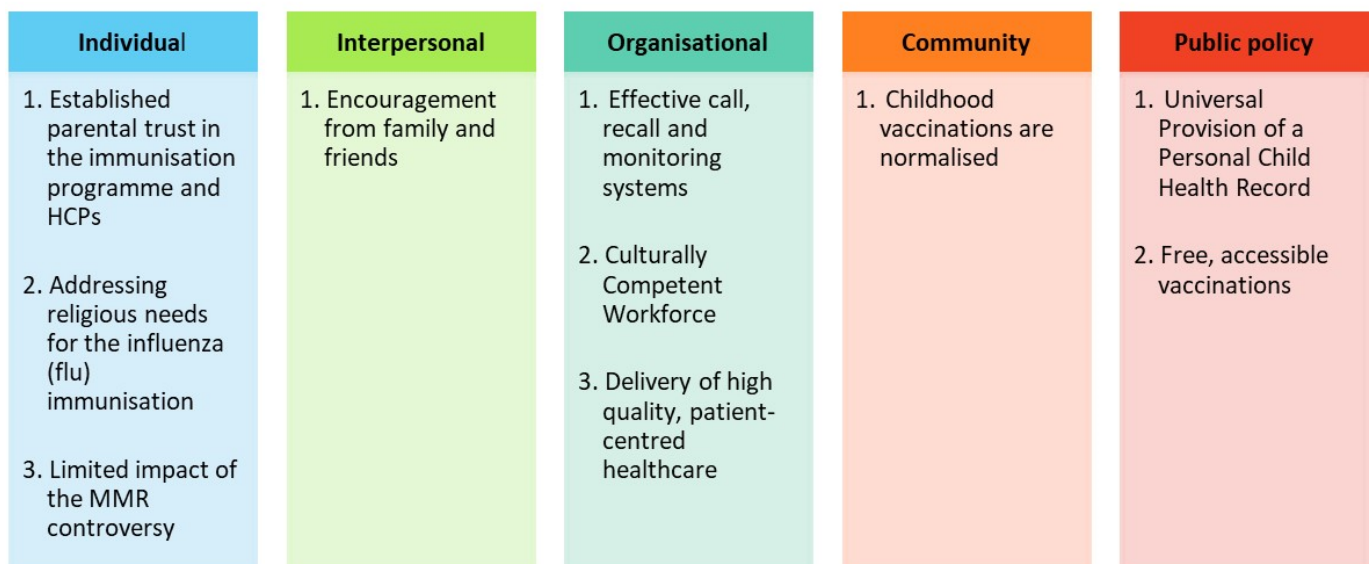 Individual
1. Established
parental trust in
the immunisation
programme and
HCPs
2. Addressing
religious needs
for the influenza
(flu)
immunisation
3. Limited impact of
the MMR
controversy
Interpersonal
1. Encouragement
from family and
friends
Organisational
1. Effective call,
recall and
monitoring
systems
2. Culturally
Competent
Workforce
3. Delivery of high
quality, patient-
centred
healthcare
Community
1. Childhood
vaccinations are
normalised
Public policy
1. Universal
Provision of a
Personal Child
Health Record
2. Free, accessible
vaccinations